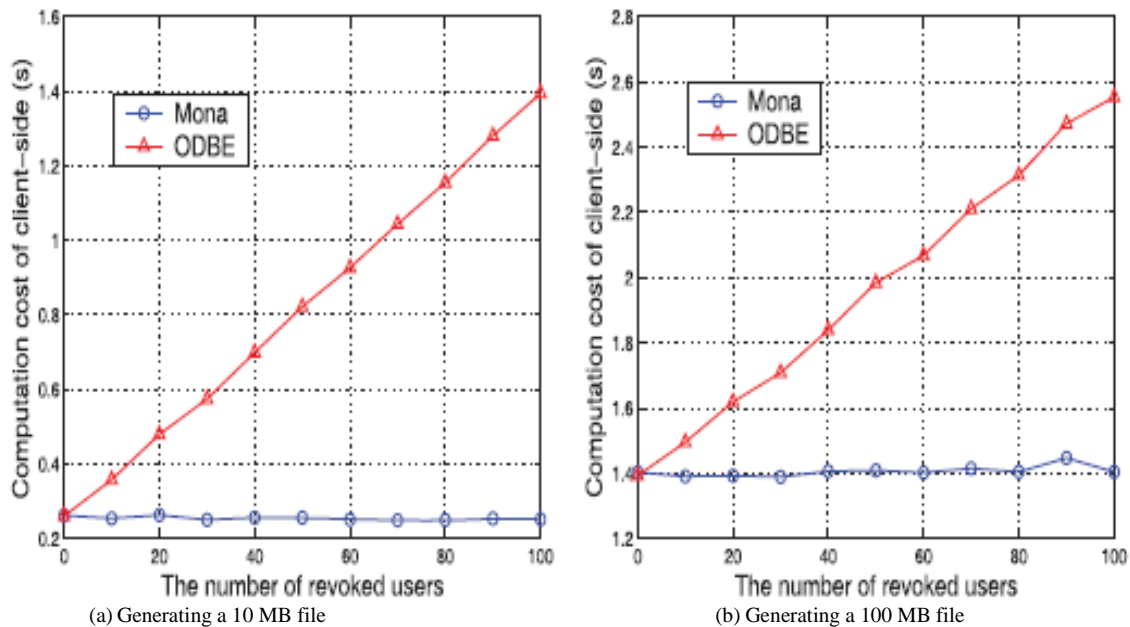 Computation cost of client-side (s)
1.6
1.4
1.2
1
0.8
0.6
0.4
0.2
Mona
ODBE
0 20 40 60 80 100
The number of revoked users
(a) Generating a 10 MB file
Computation cost of client-side (s)
2.8
2.6
2.4
2.2
2
1.8
1.6
1.4
1.2
Mona
ODBE
0 20 40 60 80 100
The number of revoked users
(b) Generating a 100 MB file